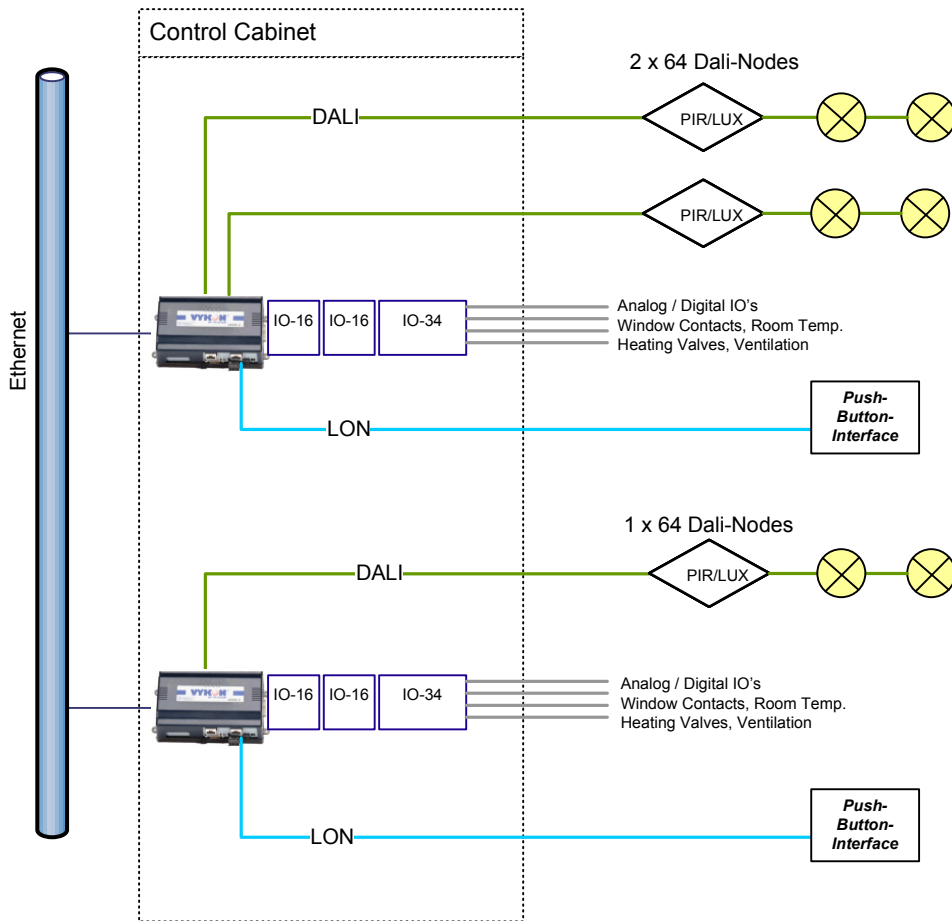 Control Cabinet
2 x 64 Dali-Nodes
DALI
PIR/LUX
PIR/LUX
Ethernet
VYKON
IO-16
IO-16
IO-34
Analog / Digital IO's
Window Contacts, Room Temp.
Heating Valves, Ventilation
LON
Push-
Button-
Interface
1 x 64 Dali-Nodes
DALI
PIR/LUX
VYKON
IO-16
IO-16
IO-34
Analog / Digital IO's
Window Contacts, Room Temp.
Heating Valves, Ventilation
LON
Push-
Button-
Interface